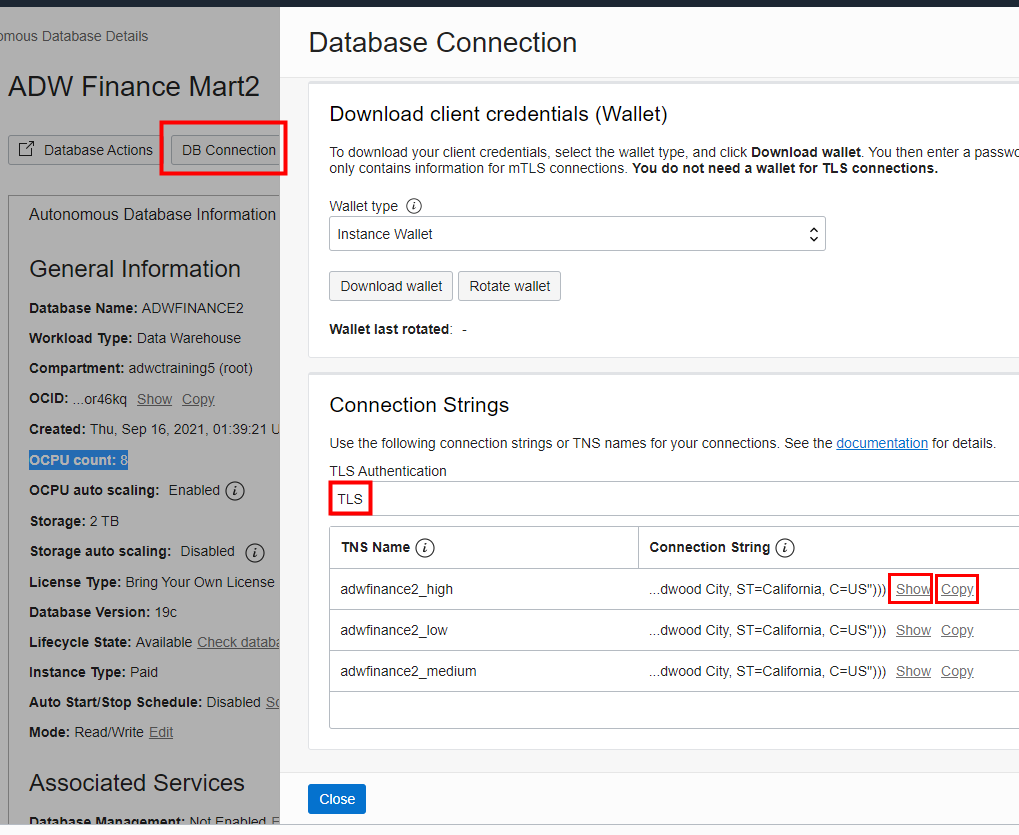 omous Database Details
ADW Finance Mart2
Database Actions
DB Connection
Autonomous Database Information
General Information
Database Name: ADWFINANCE2
Workload Type: Data Warehouse
Compartment: adwctraining5 (root)
OCID: ...or46kq Show Copy
Created: Thu, Sep 16, 2021, 01:39:21 U
OCPU count: 8
OCPU auto scaling: Enabled
Storage: 2 TB
Storage auto scaling: Disabled
License Type: Bring Your Own License
Database Version: 19c
Lifecycle State: Available Check databa
Instance Type: Paid
Auto Start/Stop Schedule: Disabled Sc
Mode: Read/Write Edit
Associated Services
Database Management: Not Enabled E
Database Connection
Download client credentials (Wallet)
To download your client credentials, select the wallet type, and click Download wallet. You then enter a passwo
only contains information for mTLS connections. You do not need a wallet for TLS connections.
Wallet type
Instance Wallet
Download wallet
Rotate wallet
Wallet last rotated: -
Connection Strings
Use the following connection strings or TNS names for your connections. See the documentation for details.
TLS Authentication
TLS
TNS Name Connection String
adwfinance2_high ...dwood City, ST=California, C=US"))) Show Copy
adwfinance2_low ...dwood City, ST=California, C=US"))) Show Copy
adwfinance2_medium ...dwood City, ST=California, C=US"))) Show Copy
Close